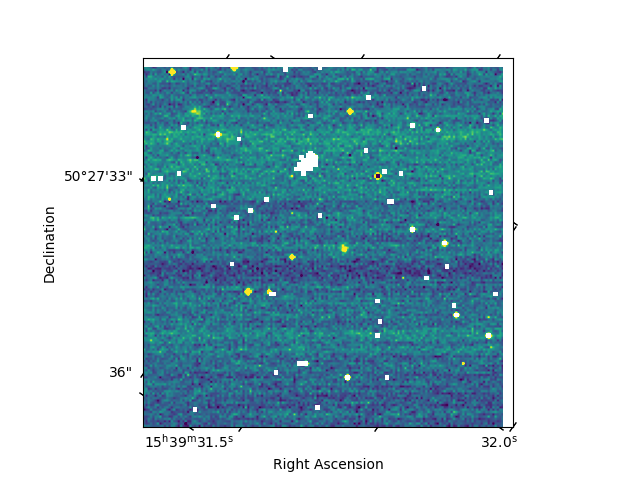 50°27'33"
Declination
36"
15ʰ39ᵐ31.5ˢ
32.0ˢ
Right Ascension